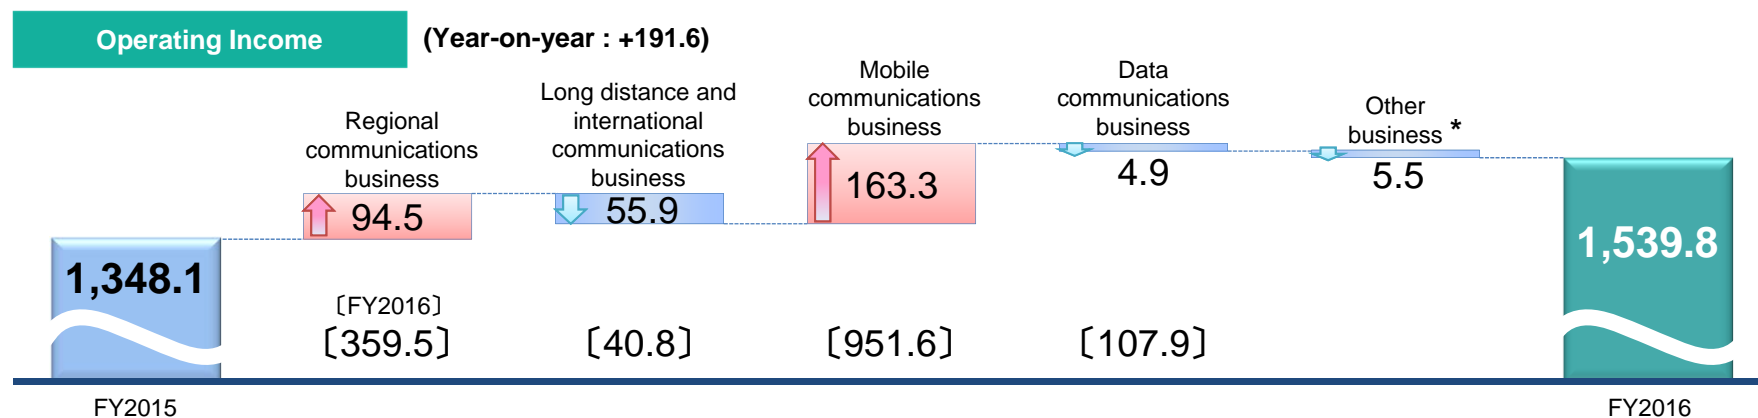 Operating Income
(Year-on-year : +191.6)
Regional
communications
business
94.5
Long distance and
international
communications
business
55.9
Mobile
communications
business
163.3
Data
communications
business
4.9
Other
business *
5.5
1,348.1
1,539.8
〔FY2016〕
〔359.5〕
〔40.8〕
〔951.6〕
〔107.9〕
FY2015
FY2016